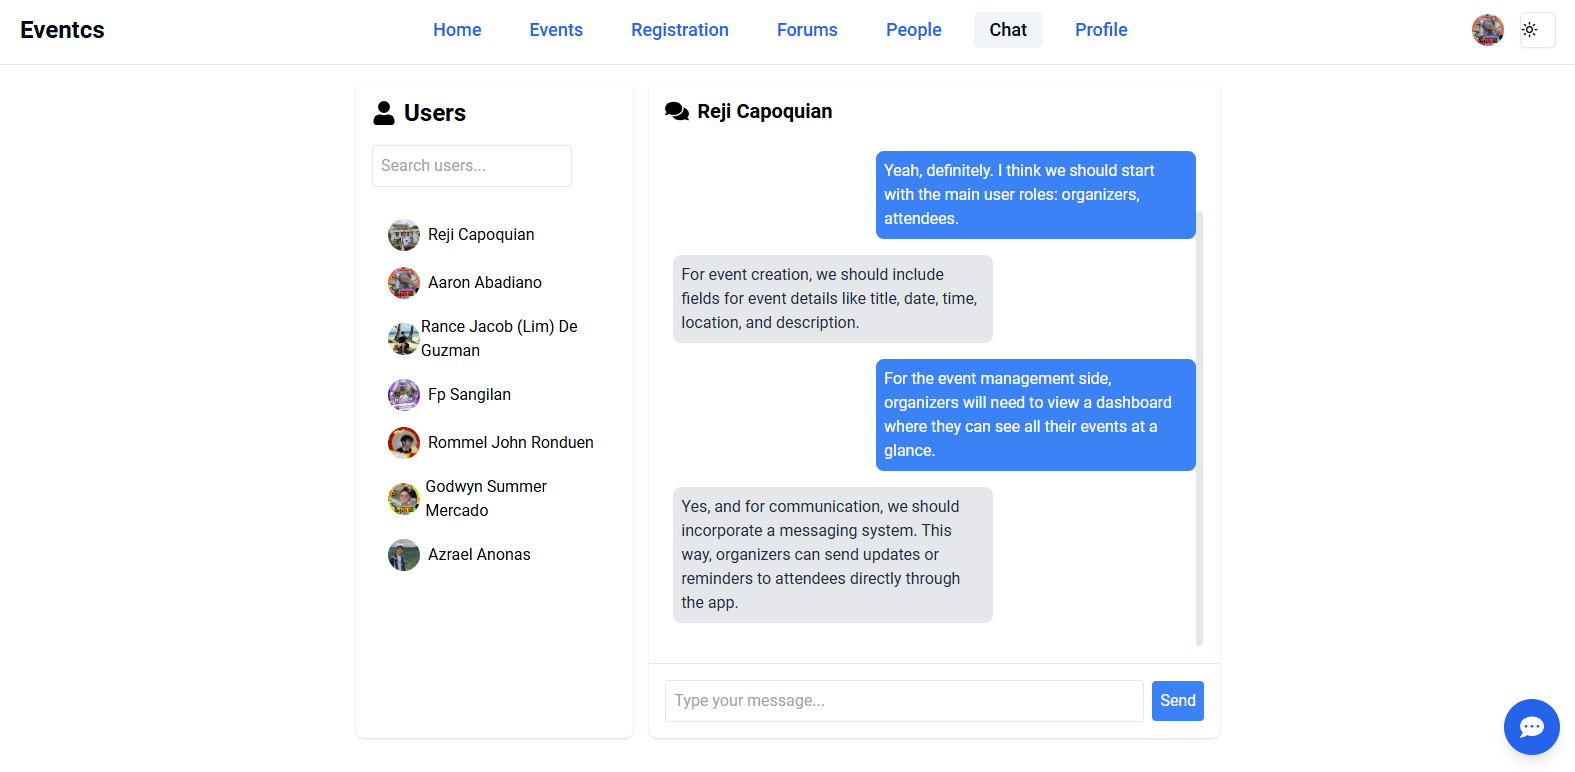 Eventcs
Home
Events
Registration
Forums
People
Chat
Profile
Users
Search users...
Reji Capoquian
Aaron Abadiano
Rance Jacob (Lim) De
Guzman
Fp Sangilan
Rommel John Ronduen
Godwyn Summer
Mercado
Azrael Anonas
Reji Capoquian
Yeah, definitely. I think we should start
with the main user roles: organizers,
attendees.
For event creation, we should include
fields for event details like title, date, time,
location, and description.
For the event management side,
organizers will need to view a dashboard
where they can see all their events at a
glance.
Yes, and for communication, we should
incorporate a messaging system. This
way, organizers can send updates or
reminders to attendees directly through
the app.
Type your message...
Send